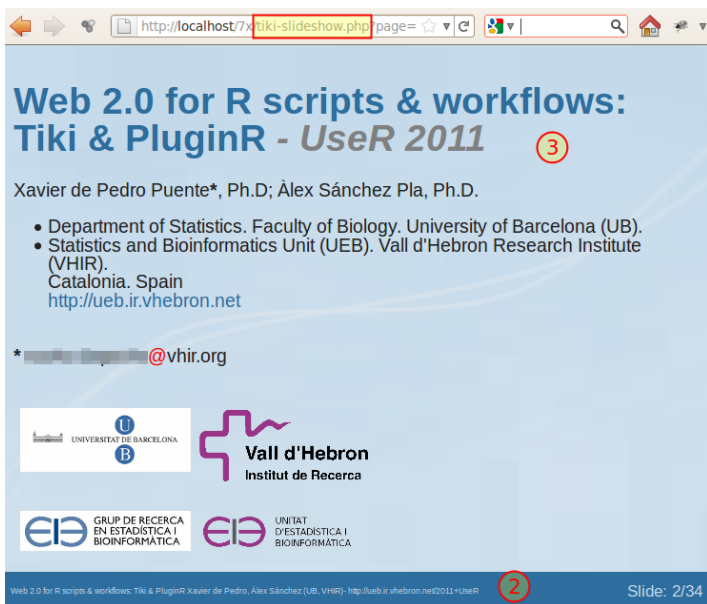 http://localhost/7x/tiki-slideshow.php?page=
Web 2.0 for R scripts & workflows:
Tiki & PluginR - UseR 2011
3
Xavier de Pedro Puente*, Ph.D; Àlex Sánchez Pla, Ph.D.
• Department of Statistics. Faculty of Biology. University of Barcelona (UB).
• Statistics and Bioinformatics Unit (UEB). Vall d'Hebron Research Institute
(VHIR).
Catalonia. Spain
http://ueb.ir.vhebron.net
* @vhir.org
U
UNIVERSITAT DE BARCELONA
B
Vall d'Hebron
Institut de Recerca
GRUP DE RECERCA
EN ESTADÍSTICA I
BIOINFORMÀTICA
UNITAT
D'ESTADÍSTICA I
BIOINFORMÀTICA
Web 2.0 for R scripts & workflows: Tiki & PluginR Xavier de Pedro, Àlex Sánchez (UB, VHIR)- http://ueb.ir.vhebron.net/2011+UseR
2
Slide: 2/34